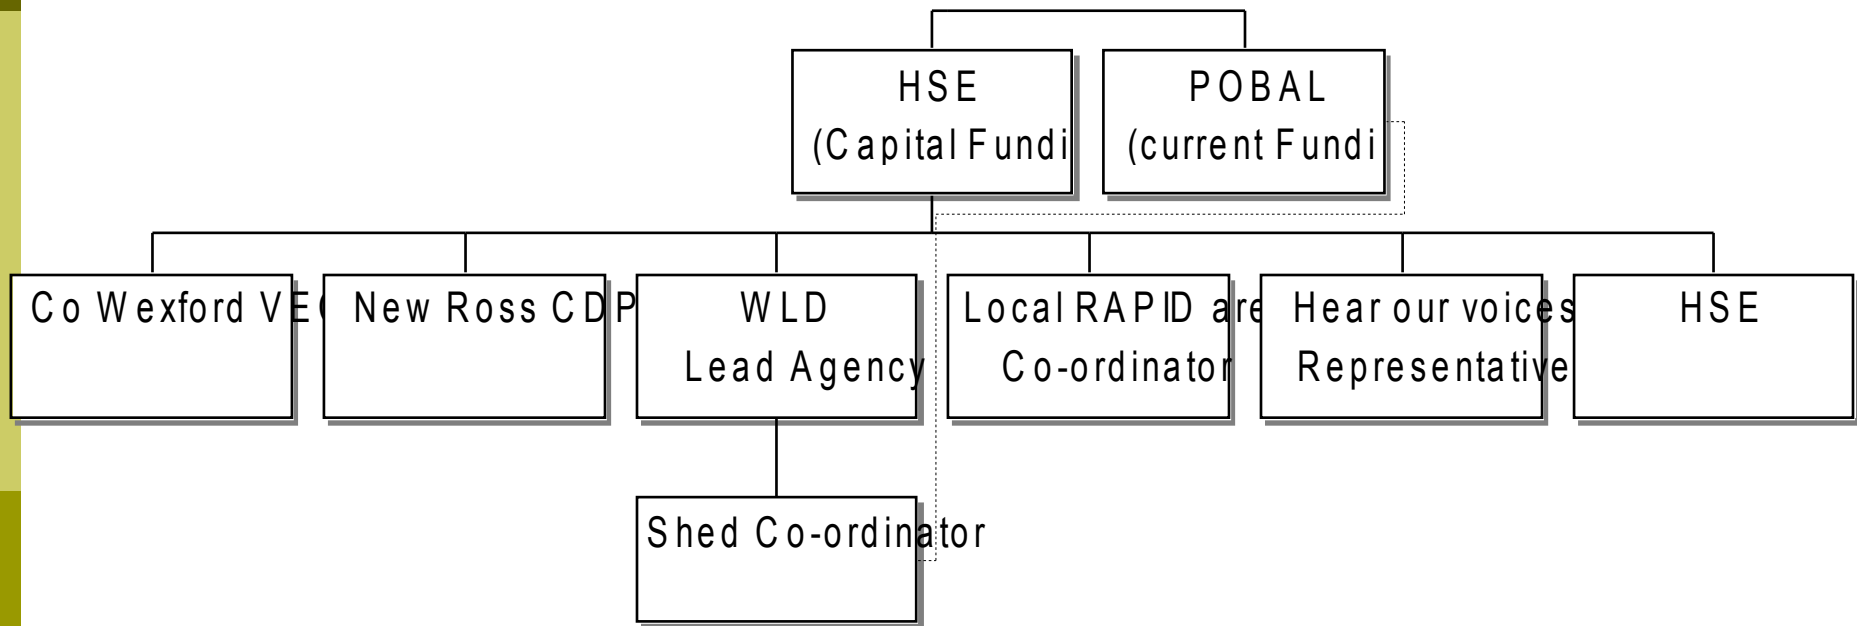 HSE
(Capital Fundi
POBAL
(current Fundi
Co Wexford VE
New Ross CDP
WLD
Lead Agency
Local RAPID are
Co-ordinator
Hear our voices
Representative
HSE
Shed Co-ordinator